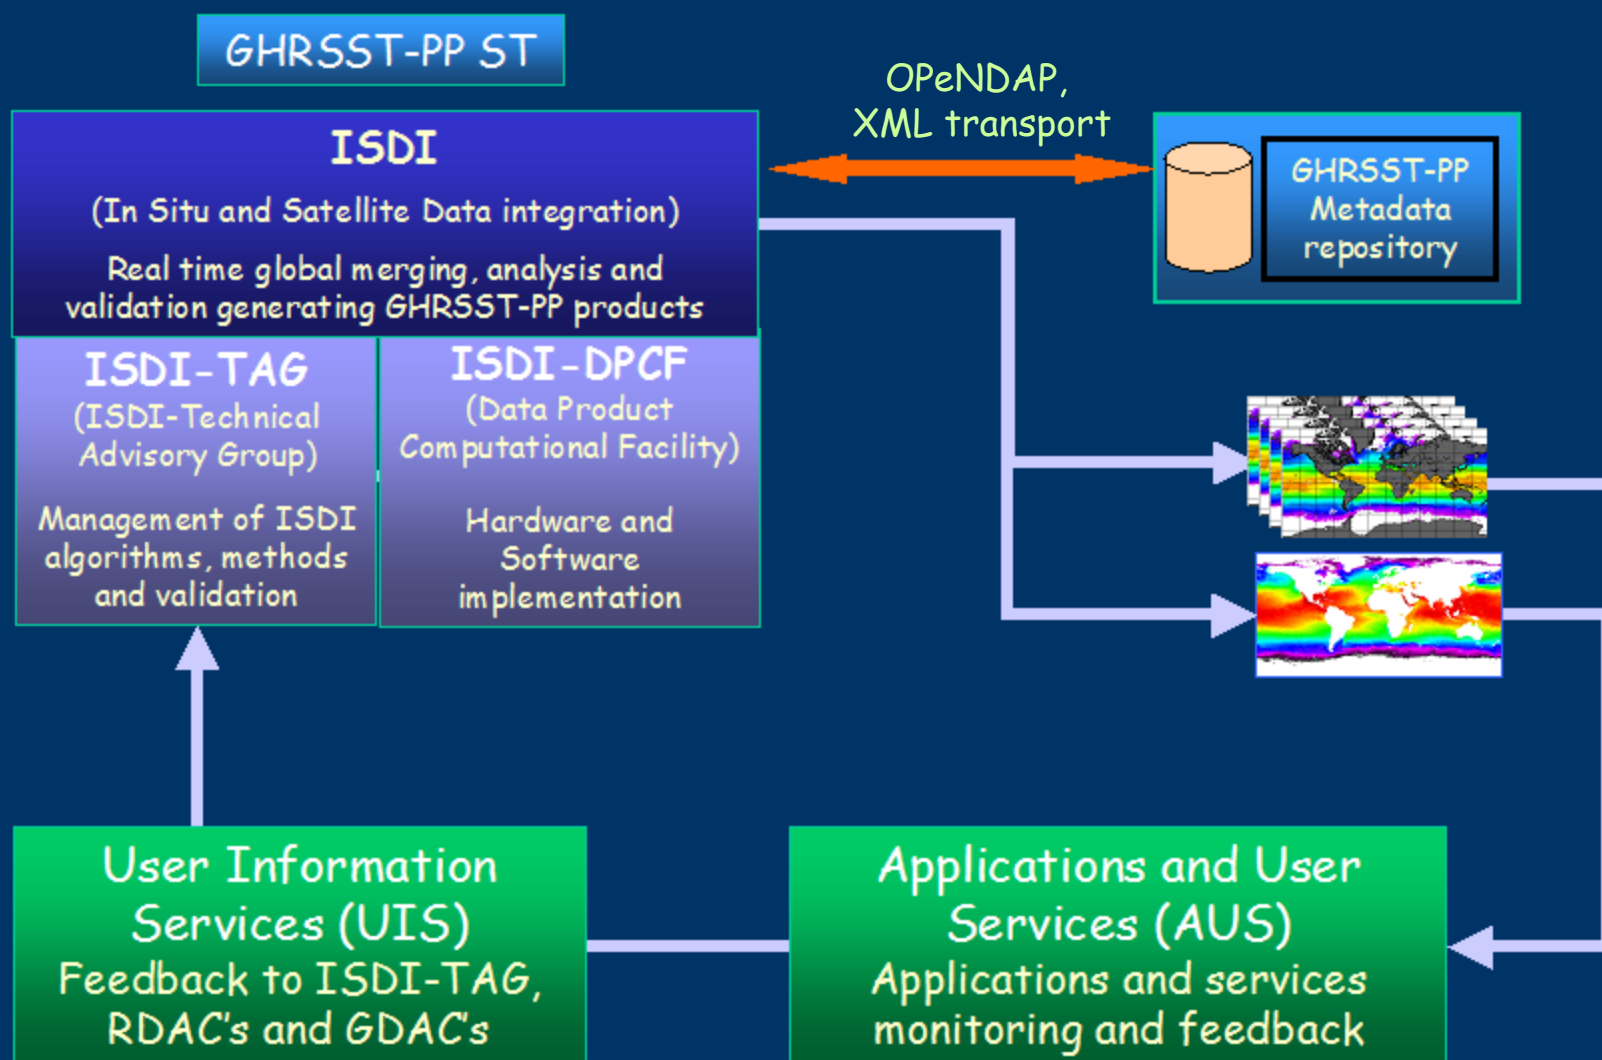 GHRSST-PP ST
OPeNDAP,
XML transport
ISDI
(In Situ and Satellite Data integration)
Real time global merging, analysis and
validation generating GHRSST-PP products
GHRSST-PP
Metadata
repository
ISDI-TAG
(ISDI-Technical
Advisory Group)
Management of ISDI
algorithms, methods
and validation
ISDI-DPCF
(Data Product
Computational Facility)
Hardware and
Software
implementation
User Information
Services (UIS)
Feedback to ISDI-TAG,
RDAC's and GDAC's
Applications and User
Services (AUS)
Applications and services
monitoring and feedback